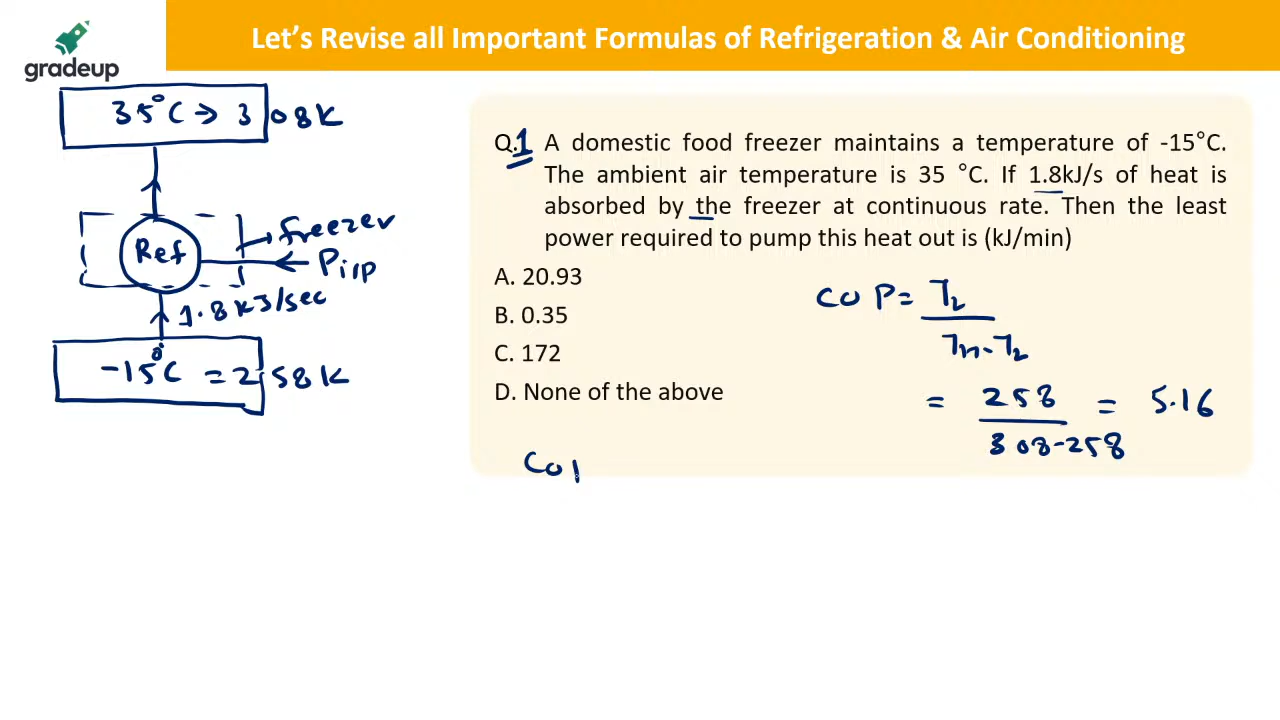 Let's Revise all Important Formulas of Refrigeration & Air Conditioning
gradeup
35°C → 308K
Ref
freezer
Pi/p
1.8 kJ/sec
-15°C = 258K
Q.1 A domestic food freezer maintains a temperature of -15°C.
The ambient air temperature is 35 °C. If 1.8kJ/s of heat is
absorbed by the freezer at continuous rate. Then the least
power required to pump this heat out is (kJ/min)
A. 20.93
B. 0.35
C. 172
D. None of the above
COP = T2
TH-T2
= 258 = 5.16
308-258
Co